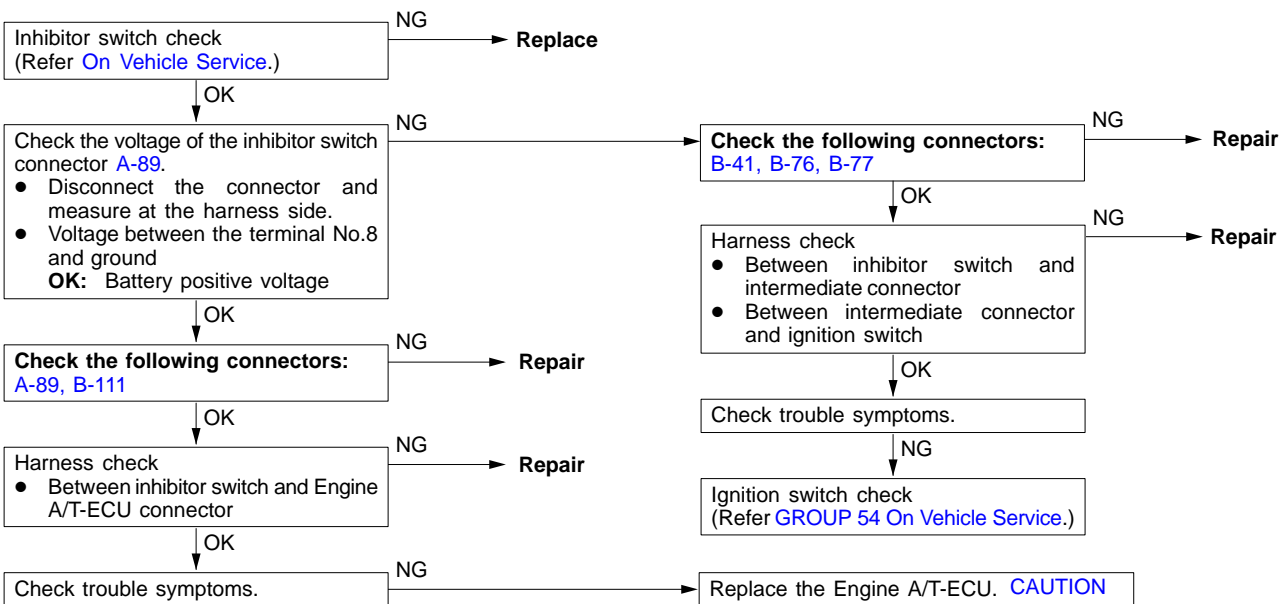 NG
Inhibitor switch check
(Refer On Vehicle Service.)
Replace
OK
Check the voltage of the inhibitor switch
connector A-89.
● Disconnect the connector and
measure at the harness side.
● Voltage between the terminal No.8
and ground
OK: Battery positive voltage
NG
Check the following connectors:
B-41, B-76, B-77
NG
Repair
OK
Harness check
● Between inhibitor switch and
intermediate connector
● Between intermediate connector
and ignition switch
NG
Repair
OK
Check the following connectors:
A-89, B-111
NG
Repair
OK
Check trouble symptoms.
OK
Harness check
● Between inhibitor switch and Engine
A/T-ECU connector
NG
Repair
NG
Ignition switch check
(Refer GROUP 54 On Vehicle Service.)
OK
Check trouble symptoms.
NG
Replace the Engine A/T-ECU. CAUTION